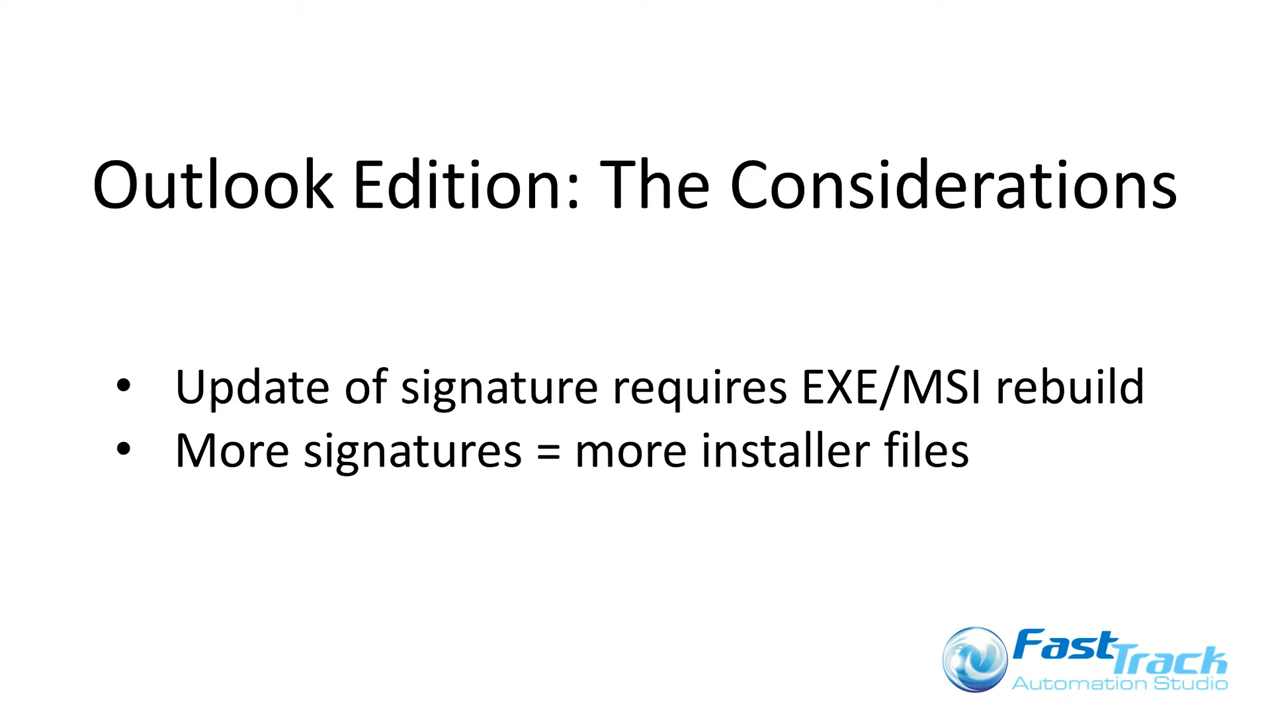 Outlook Edition: The Considerations
• Update of signature requires EXE/MSI rebuild
• More signatures = more installer files
FastTrack
Automation Studio